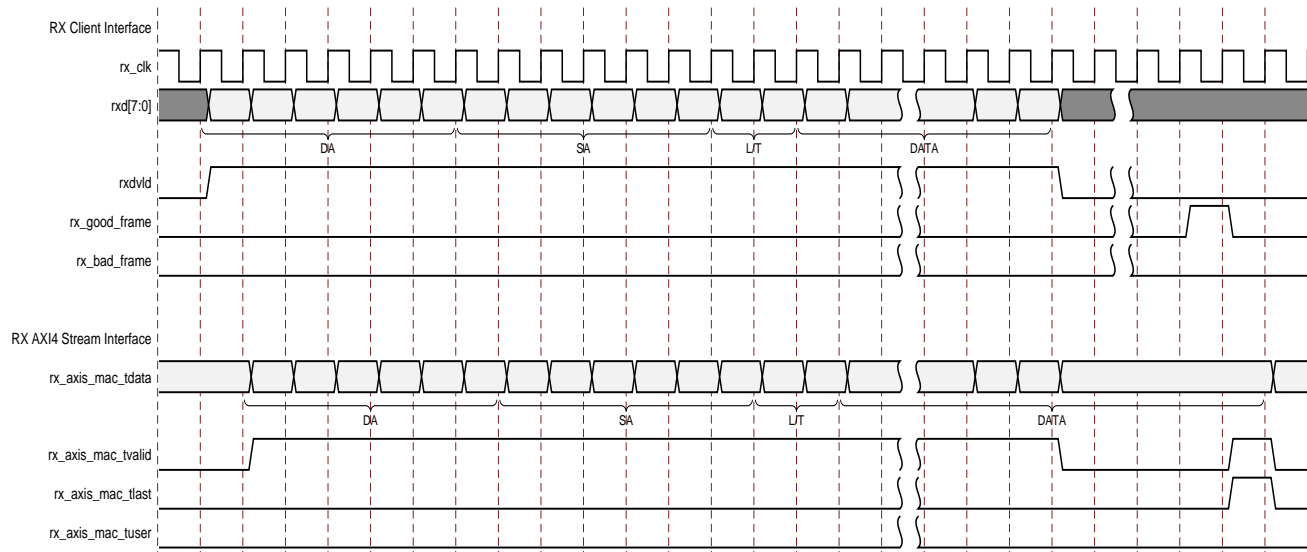 RX Client Interface
rx_clk
rxd[7:0]
DA SA L/T DATA
rxdvld
rx_good_frame
rx_bad_frame
RX AXI4 Stream Interface
rx_axis_mac_tdata
DA SA L/T DATA
rx_axis_mac_tvalid
rx_axis_mac_tlast
rx_axis_mac_tuser